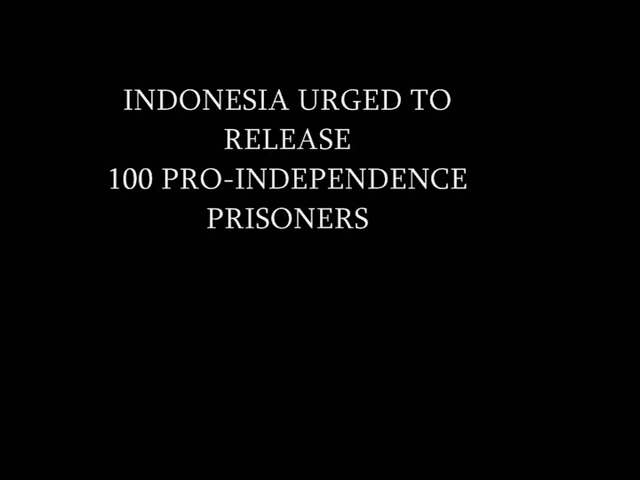 INDONESIA URGED TO
RELEASE
100 PRO-INDEPENDENCE
PRISONERS